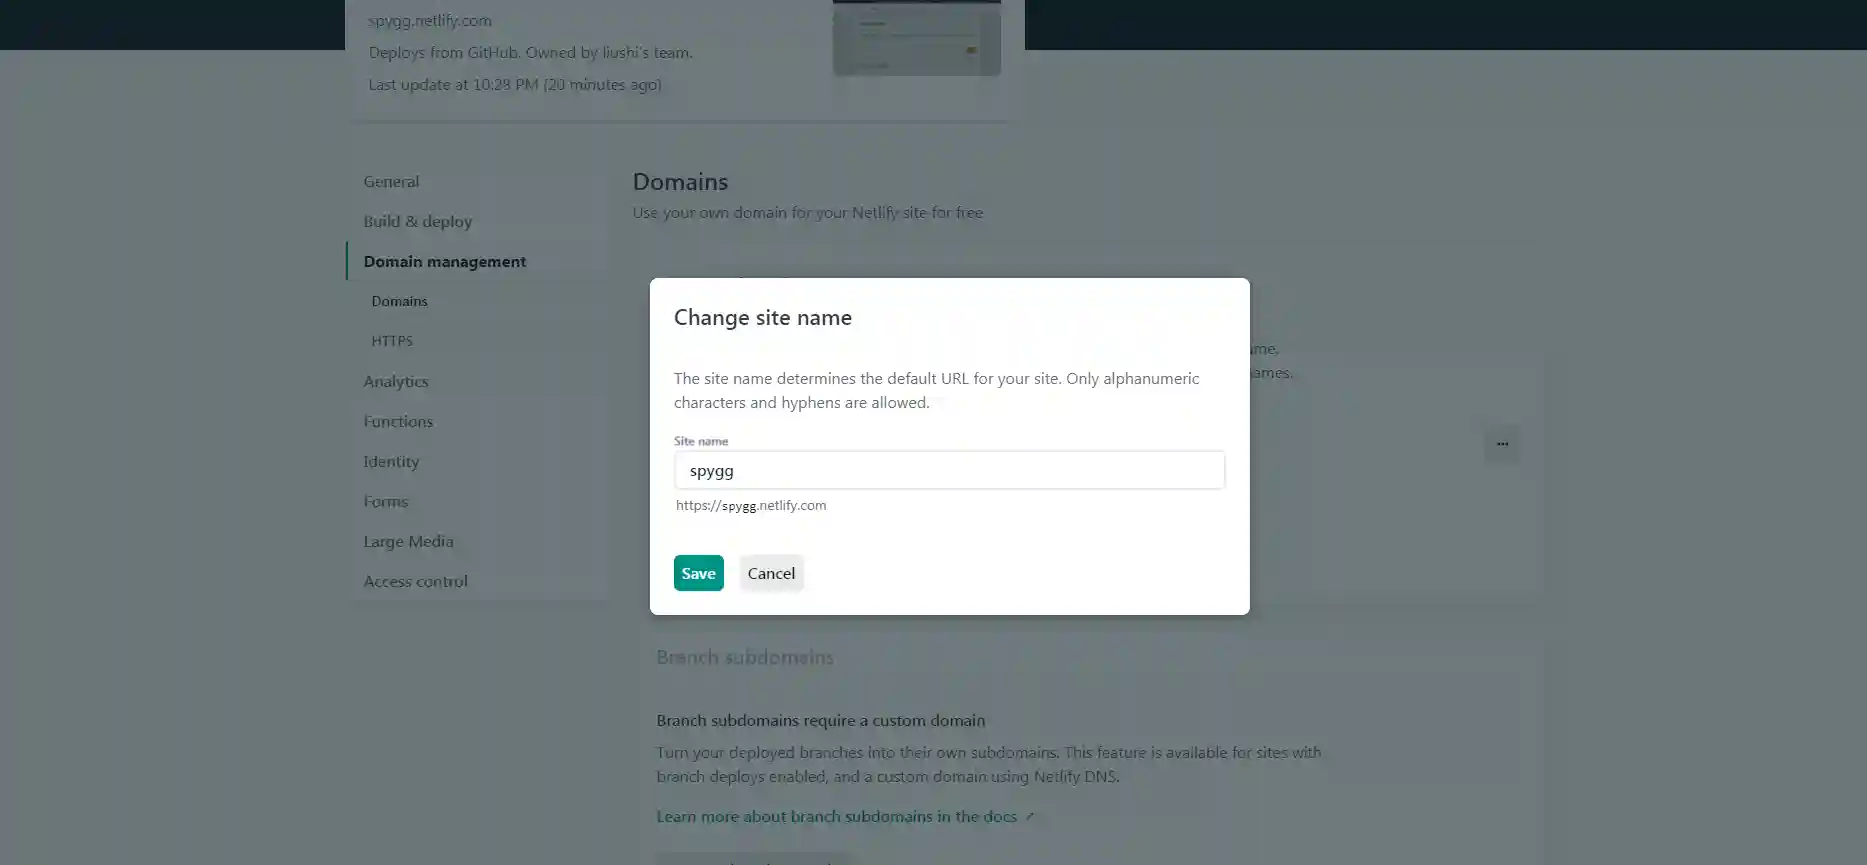 spygg.netlify.com
Deploys from GitHub. Owned by liushi's team.
Last update at 10:28 PM (20 minutes ago)
General
Build & deploy
Domain management
Domains
HTTPS
Analytics
Functions
Identity
Forms
Large Media
Access control
Domains
Use your own domain for your Netlify site for free
ame,
ames.
Change site name
The site name determines the default URL for your site. Only alphanumeric
characters and hyphens are allowed.
Site name
spygg
https://spygg.netlify.com
Save Cancel
...
Branch subdomains
Branch subdomains require a custom domain
Turn your deployed branches into their own subdomains. This feature is available for sites with
branch deploys enabled, and a custom domain using Netlify DNS.
Learn more about branch subdomains in the docs ↗